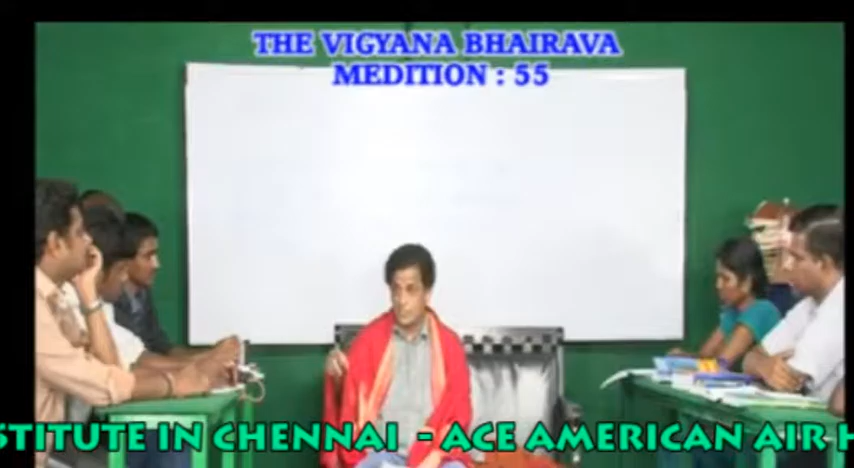 THE VIGYANA BHAIRAVA
MEDITION : 55
STITUTE IN CHENNAI - ACE AMERICAN AIR H